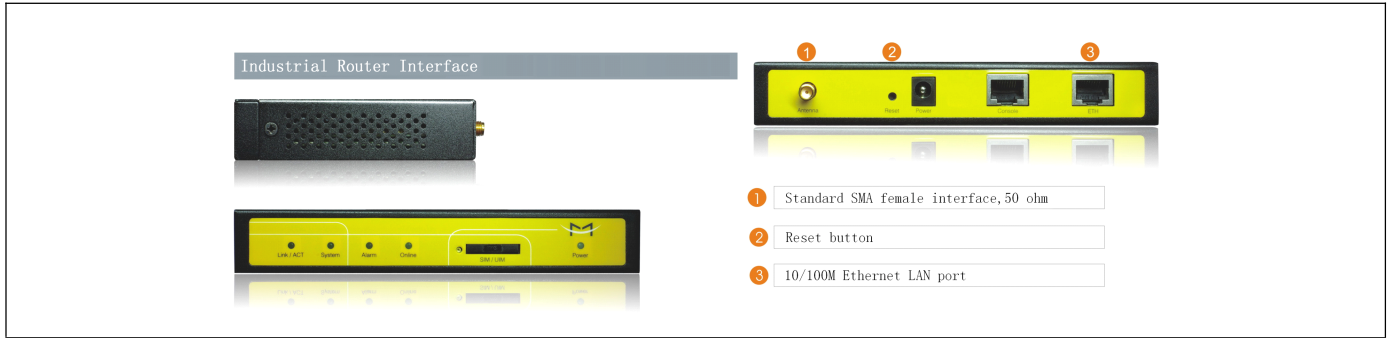 Industrial Router Interface
1 2 3
Antenna Reset Power Console ETH
Link / ACT System Alarm Online SIM / UIM Power
1 Standard SMA female interface,50 ohm
2 Reset button
3 10/100M Ethernet LAN port